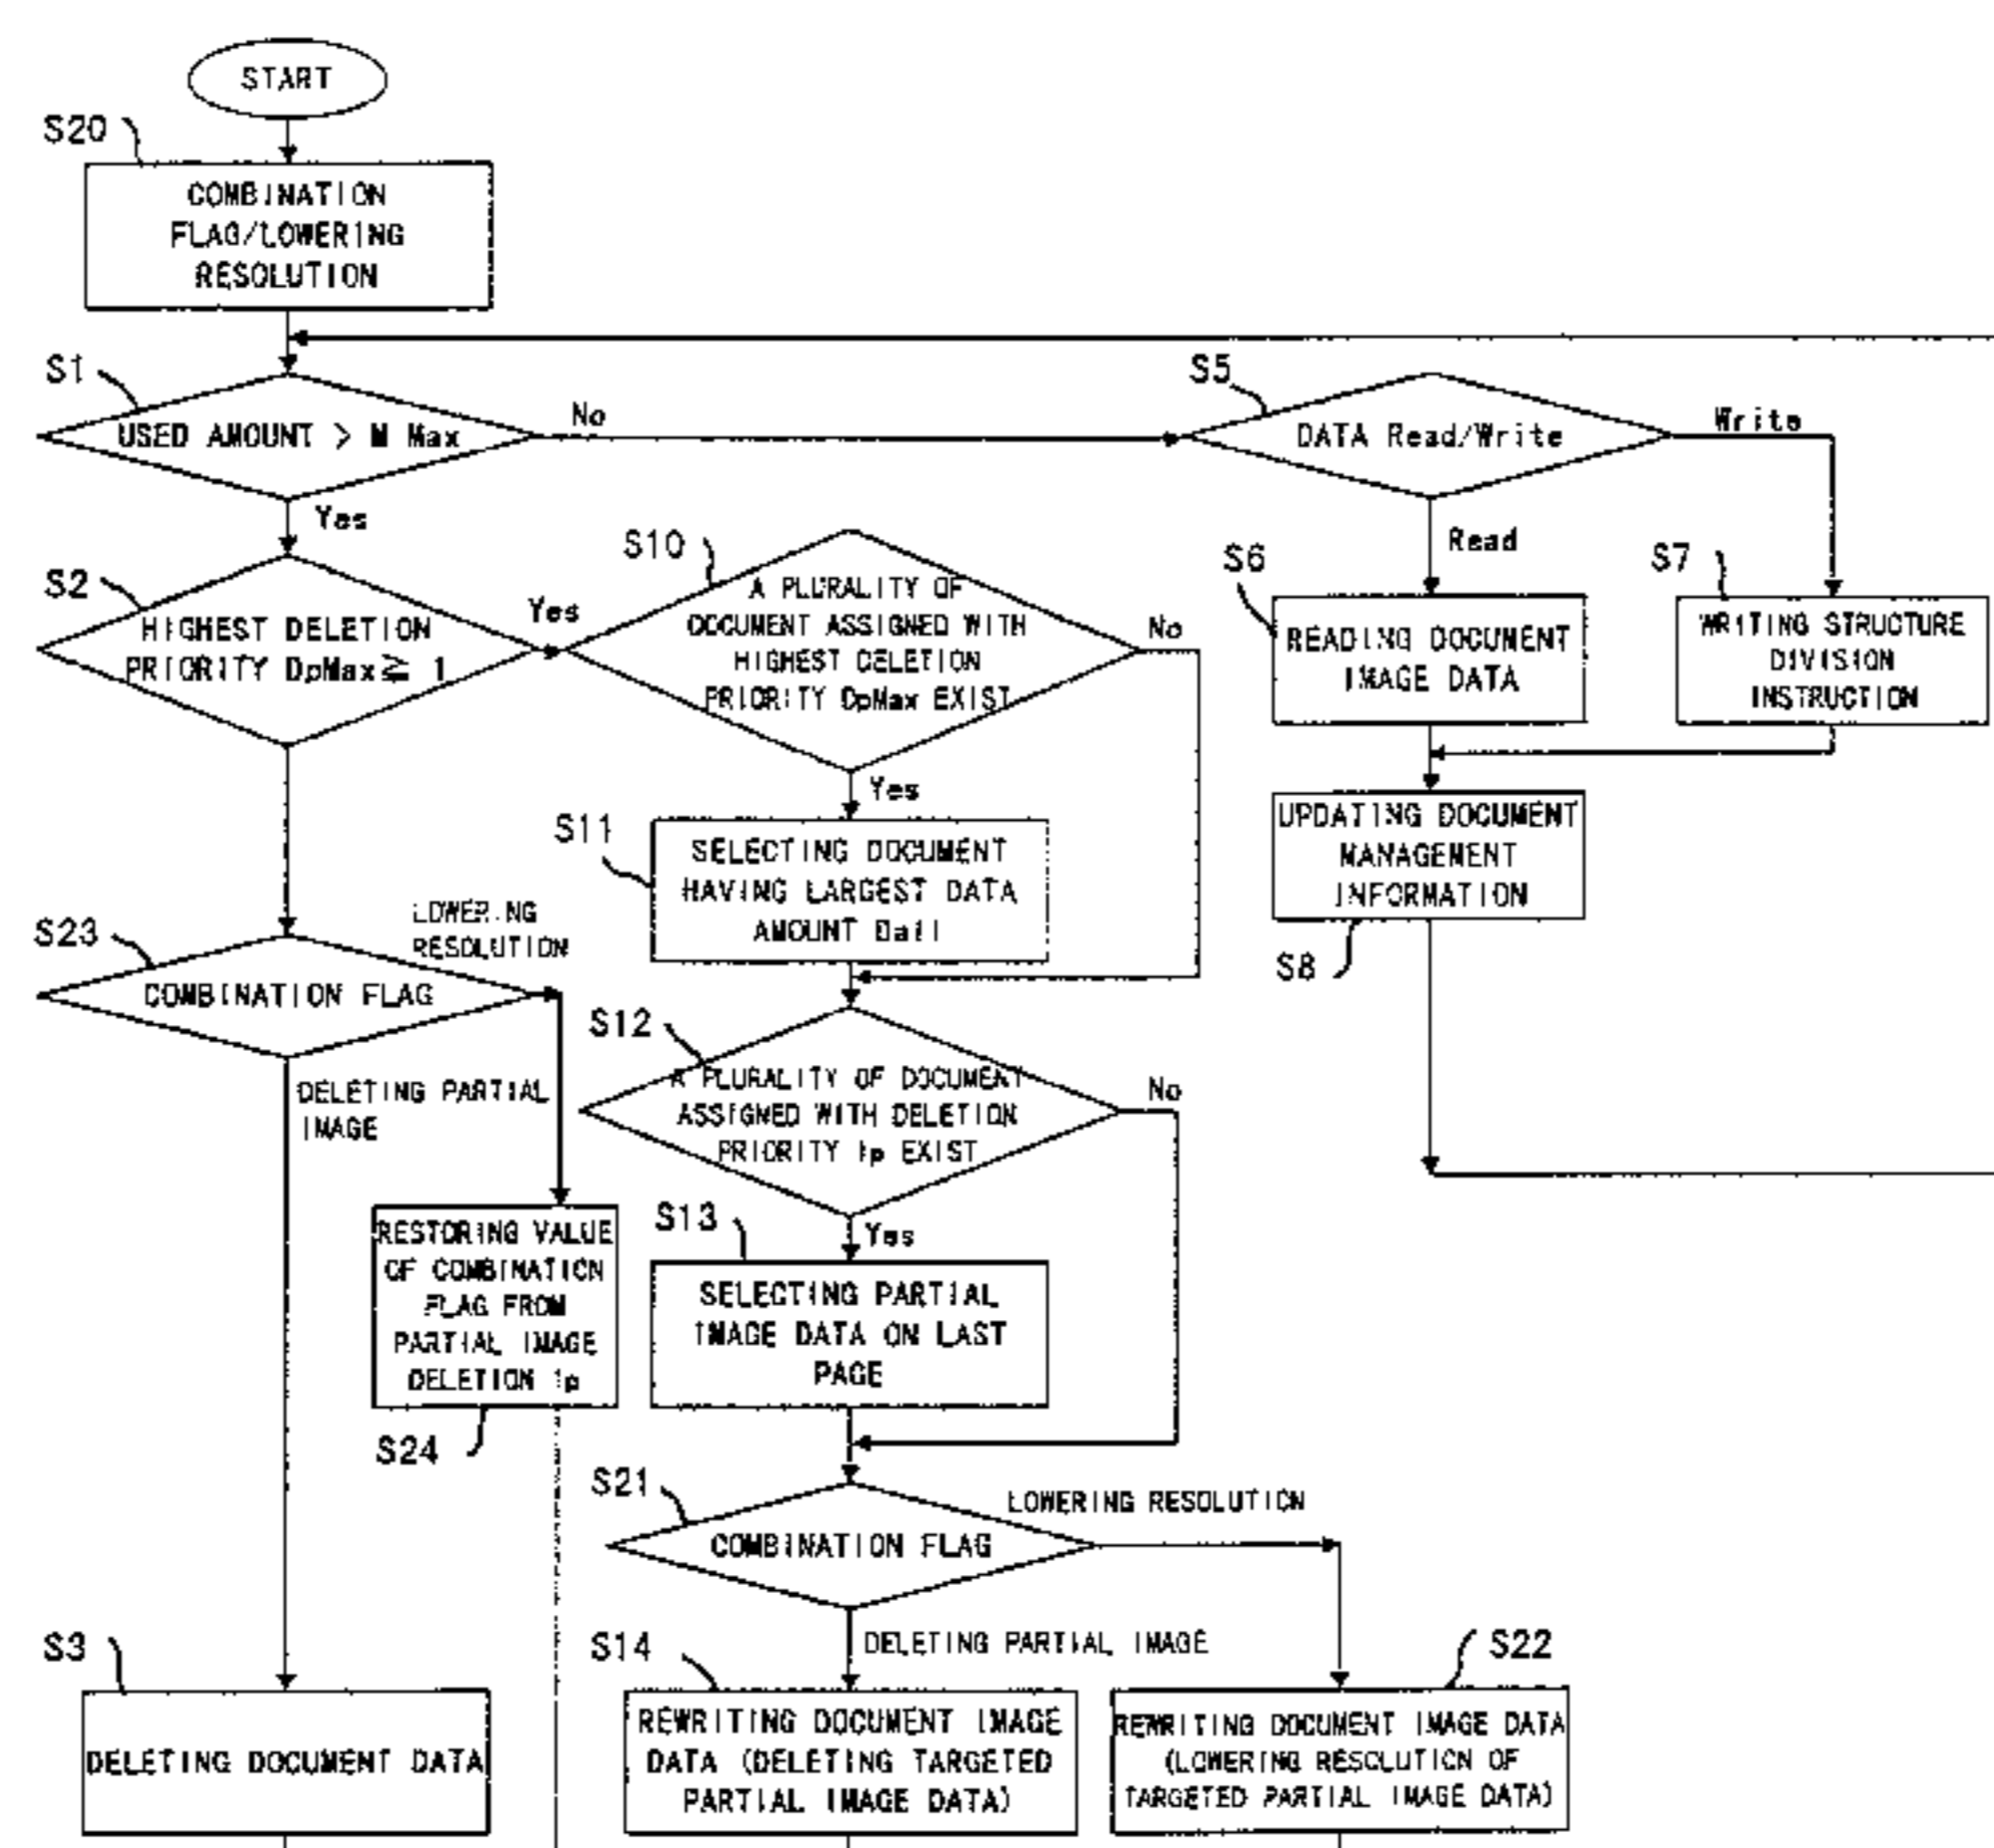 START
S20
COMBINATION
FLAG/LOWERING
RESOLUTION
S1
USED AMOUNT > M Max
No
Yes
S5
DATA Read/Write
Write
Read
S2
HIGHEST DELETION
PRIORITY DpMax≧ 1
Yes
S10
A PLURALITY OF
DOCUMENT ASSIGNED WITH
HIGHEST DELETION
PRIORITY DpMax EXIST
No
Yes
S6
READING DOCUMENT
IMAGE DATA
S7
WRITING STRUCTURE
DIVISION
INSTRUCTION
S11
SELECTING DOCUMENT
HAVING LARGEST DATA
AMOUNT Dall
UPDATING DOCUMENT
MANAGEMENT
INFORMATION
S8
S23
COMBINATION FLAG
LOWERING
RESOLUTION
DELETING PARTIAL
IMAGE
S12
A PLURALITY OF DOCUMENT
ASSIGNED WITH DELETION
PRIORITY Ip EXIST
No
Yes
RESTORING VALUE
OF COMBINATION
FLAG FROM
PARTIAL IMAGE
DELETION Ip
S24
S13
SELECTING PARTIAL
IMAGE DATA ON LAST
PAGE
S21
COMBINATION FLAG
LOWERING RESOLUTION
DELETING PARTIAL IMAGE
S3
DELETING DOCUMENT DATA
S14
REWRITING DOCUMENT IMAGE
DATA (DELETING TARGETED
PARTIAL IMAGE DATA)
S22
REWRITING DOCUMENT IMAGE DATA
(LOWERING RESOLUTION OF
TARGETED PARTIAL IMAGE DATA)